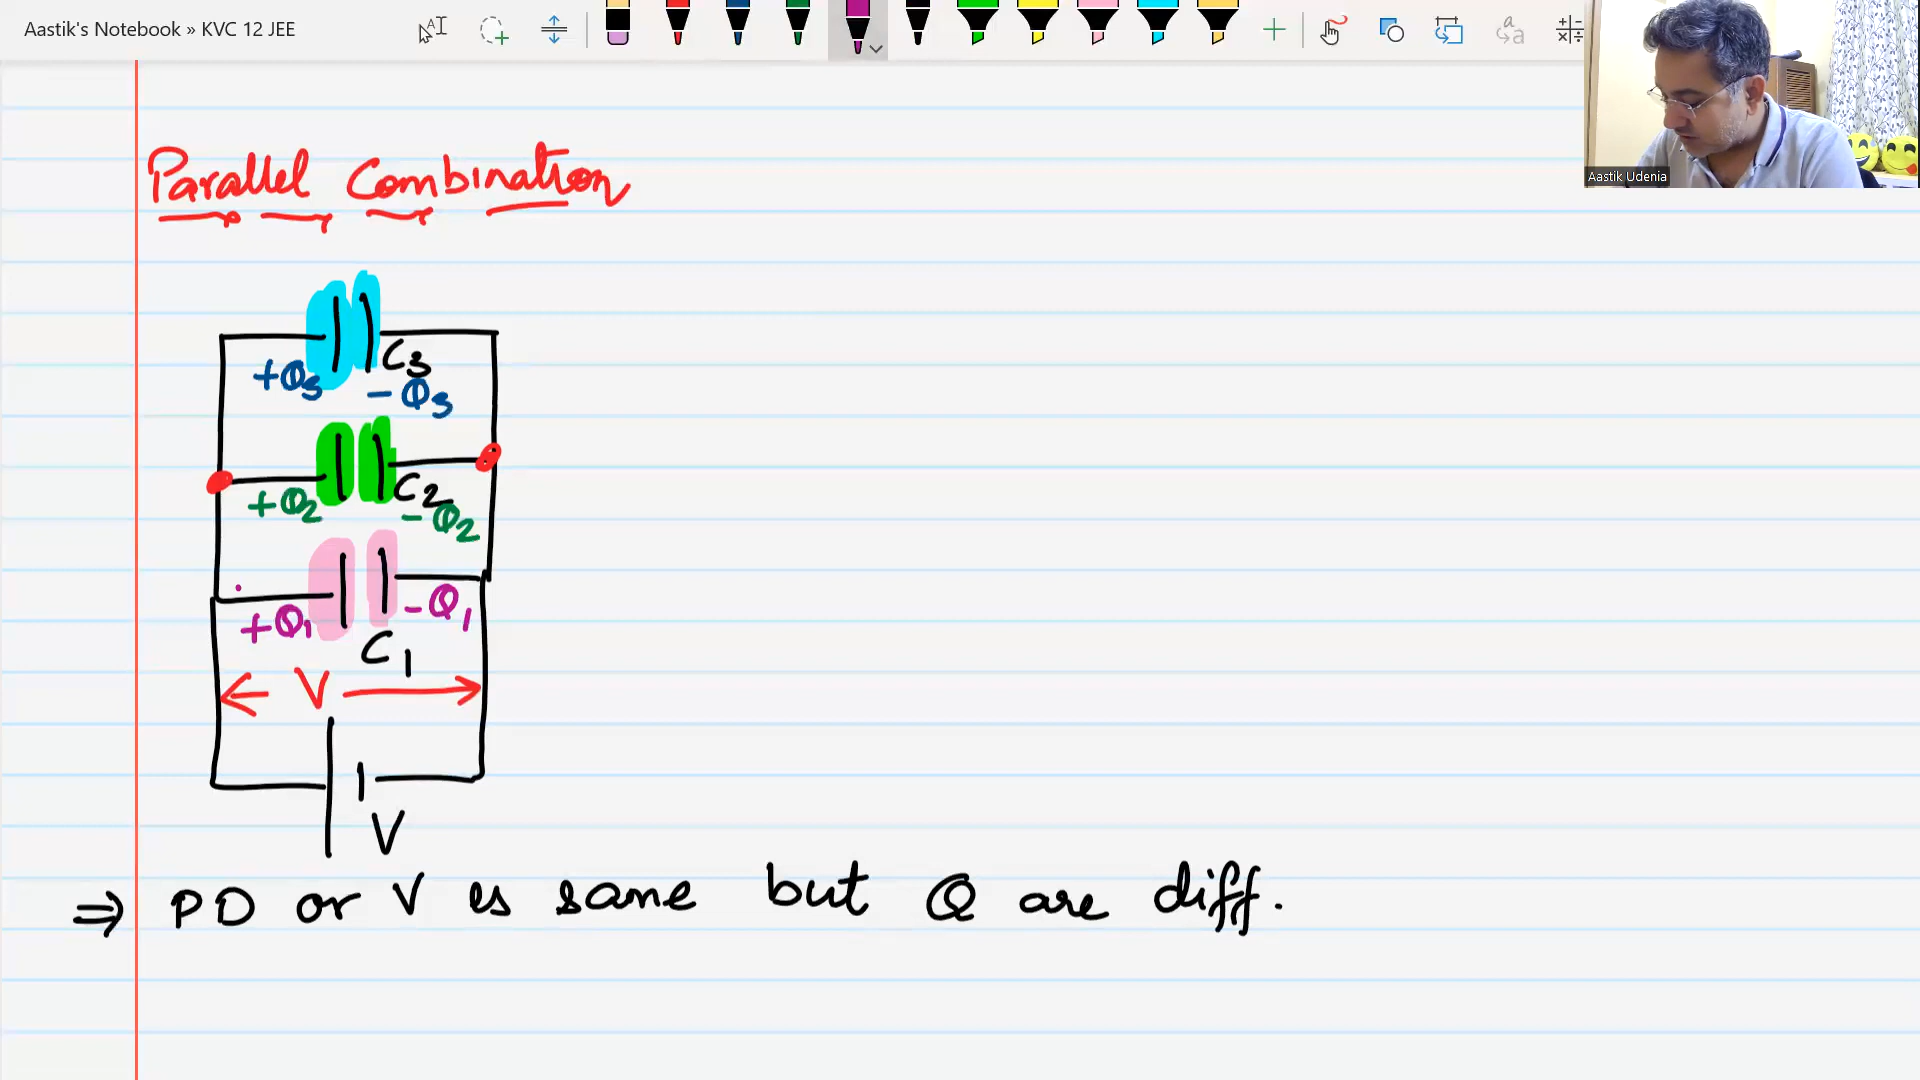 Aastik's Notebook » KVC 12 JEE
Aastik Udenia
Parallel Combination
C3
+Q3
-Q3
C2
+Q2
-Q2
+Q1
-Q1
C1
V
V
⇒ PD or V is same but Q are diff.